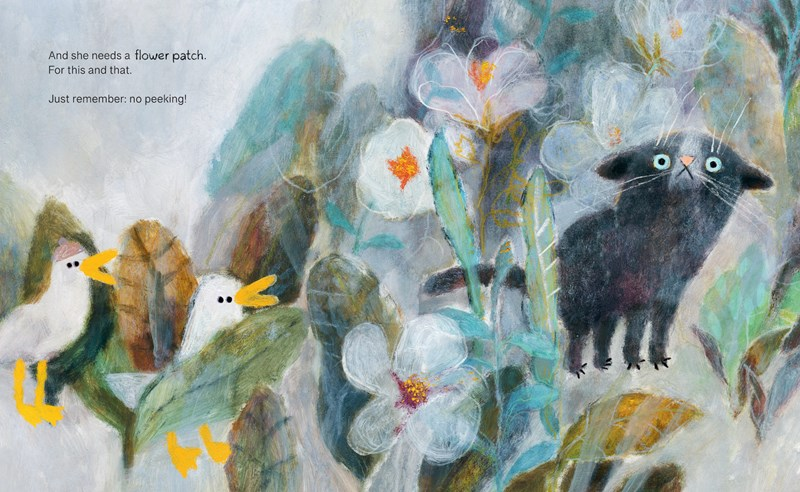 And she needs a flower patch.
For this and that.
Just remember: no peeking!